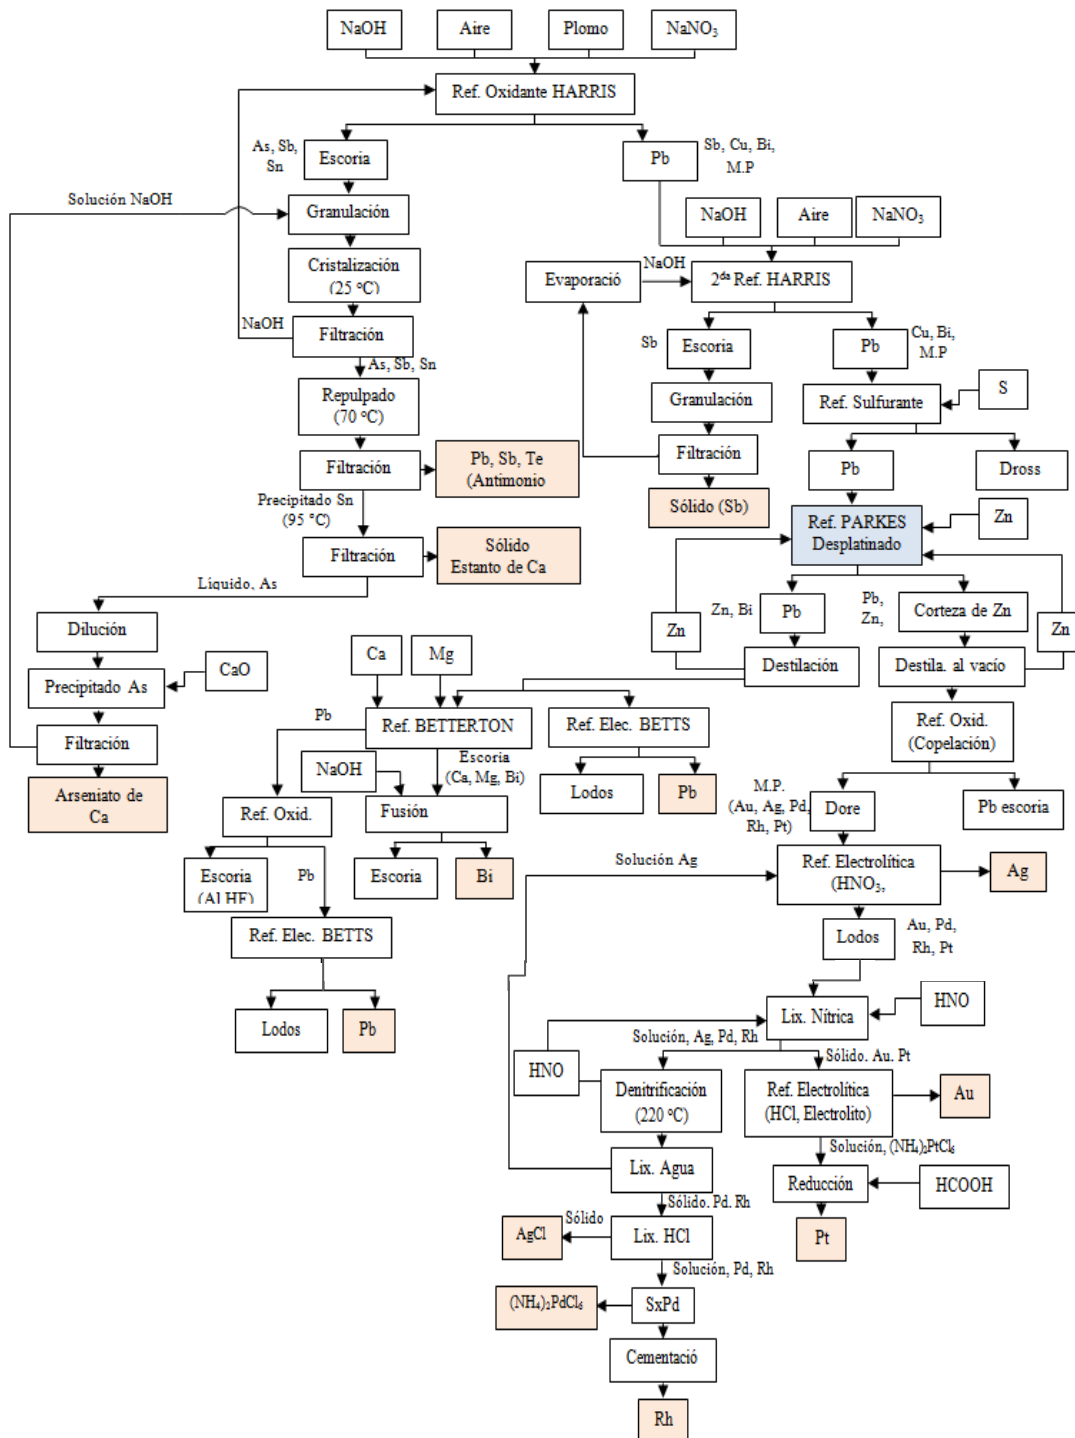 NaOH
Aire
Plomo
NaNO₃
Ref. Oxidante HARRIS
As, Sb,
Sn
Escoria
Pb
Sb, Cu, Bi,
M.P
Solución NaOH
Granulación
NaOH
Aire
NaNO₃
Cristalización
(25 °C)
Evaporació
NaOH
2ᵈᵃ Ref. HARRIS
NaOH
Filtración
Sb
Escoria
Pb
Cu, Bi,
M.P
As, Sb, Sn
Repulpado
(70 °C)
Granulación
Ref. Sulfurante
S
Filtración
Pb, Sb, Te
(Antimonio
Filtración
Pb
Dross
Precipitado Sn
(95 °C)
Sólido (Sb)
Ref. PARKES
Desplatinado
Zn
Filtración
Sólido
Estanto de Ca
Líquido, As
Zn, Bi
Pb
Pb,
Zn,
Corteza de Zn
Dilución
Zn
Zn
Ca
Mg
Destilación
Destila. al vacío
Precipitado As
CaO
Pb
Ref. BETTERTON
Ref. Elec. BETTS
Ref. Oxid.
(Copelación)
Filtración
NaOH
Escoria
(Ca, Mg, Bi)
Lodos
Pb
M.P.
(Au, Ag, Pd,
Rh, Pt)
Dore
Pb escoria
Arseniato de
Ca
Ref. Oxid.
Fusión
Solución Ag
Ref. Electrolítica
(HNO₃,
Ag
Escoria
(ALHF)
Pb
Escoria
Bi
Ref. Elec. BETTS
Lodos
Au, Pd,
Rh, Pt
Lodos
Pb
Lix. Nítrica
HNO
Solución, Ag, Pd, Rh
Sólido. Au. Pt
HNO
Denitrificación
(220 °C)
Ref. Electrolítica
(HCl, Electrolito)
Au
Solución, (NH₄)₂PtCl₆
Lix. Agua
Reducción
HCOOH
Sólido. Pd. Rh
AgCl
Sólido
Lix. HCl
Pt
Solución, Pd, Rh
(NH₄)₂PdCl₆
SxPd
Cementació
Rh